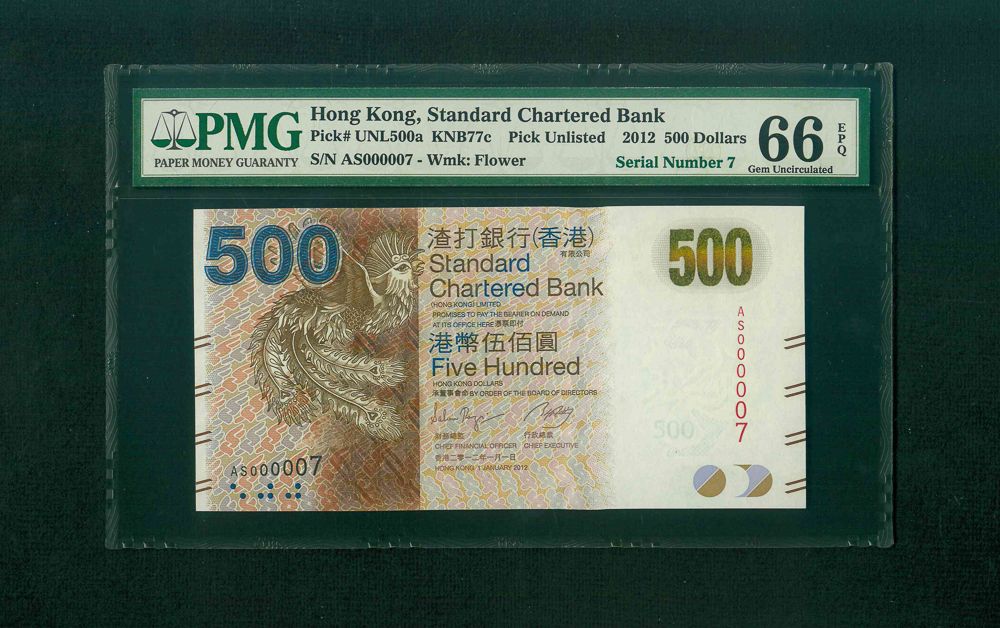 PMG
PAPER MONEY GUARANTY
Hong Kong, Standard Chartered Bank
Pick# UNL500a KNB77c Pick Unlisted 2012 500 Dollars
S/N AS000007 - Wmk: Flower Serial Number 7
66 EPQ
Gem Uncirculated
500
渣打銀行(香港)
有限公司
Standard
Chartered Bank
(HONG KONG) LIMITED
PROMISES TO PAY THE BEARER ON DEMAND
AT ITS OFFICE HERE 憑票即付
港幣伍佰圓
Five Hundred
HONG KONG DOLLARS
承董事會命 BY ORDER OF THE BOARD OF DIRECTORS
財務總監 行政總裁
CHIEF FINANCIAL OFFICER CHIEF EXECUTIVE
香港二零一二年一月一日
HONG KONG 1 JANUARY 2012
AS000007
500
AS000007
500